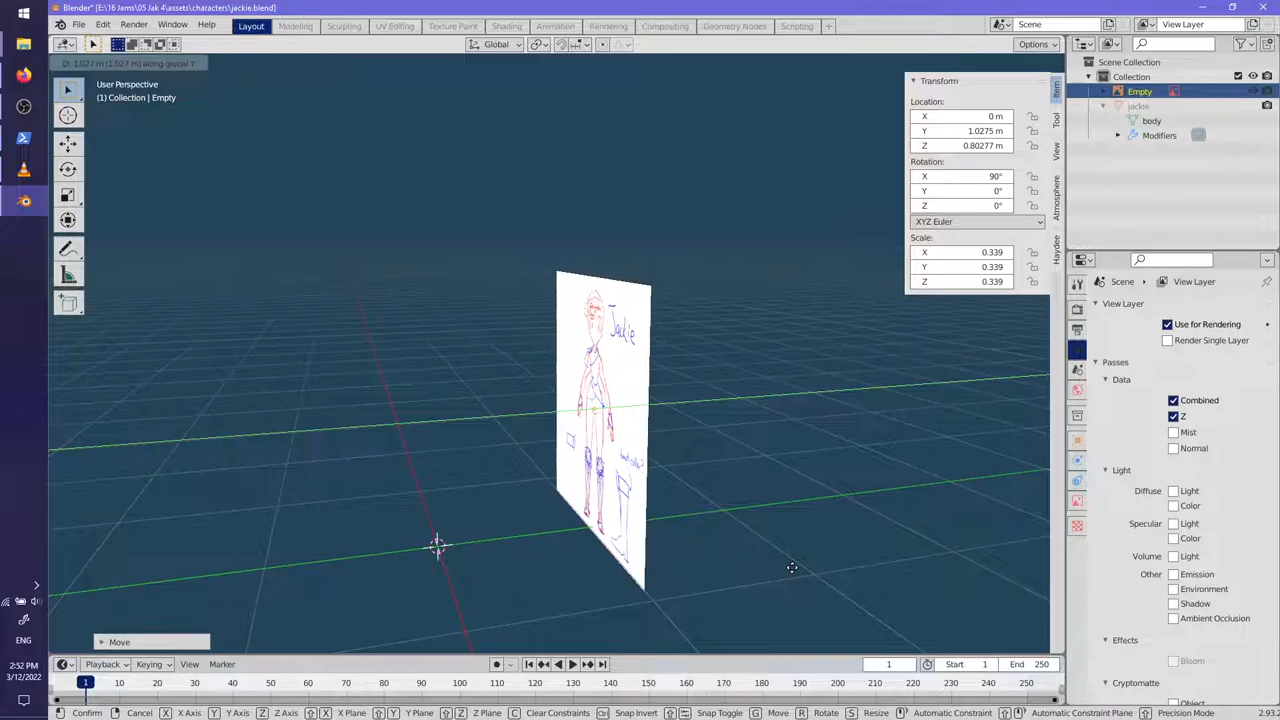 Blender* [E:\16 Jams\05 Jak 4\assets\characters\jackie.blend]
File Edit Render Window Help Layout Modeling Sculpting UV Editing Texture Paint Shading Animation Rendering Compositing Geometry Nodes Scripting + Scene View Layer
Global Options
D: 1.027 m (1.027 m) along global Y
User Perspective
(1) Collection | Empty
Transform
Location:
X 0 m
Y 1.0275 m
Z 0.80277 m
Rotation:
X 90°
Y 0°
Z 0°
XYZ Euler
Scale:
X 0.339
Y 0.339
Z 0.339
Item
Tool
View
Atmosphere
Haydee
Scene Collection
Collection
Empty
jackie
body
Modifiers
Scene View Layer
View Layer
Use for Rendering
Render Single Layer
Passes
Data
Combined
Z
Mist
Normal
Light
Diffuse Light
Color
Specular Light
Color
Volume Light
Other Emission
Environment
Shadow
Ambient Occlusion
Effects
Bloom
Cryptomatte
Jackie
Move
Playback Keying View Marker 1 Start 1 End 250
1 10 20 30 40 50 60 70 80 90 100 110 120 130 140 150 160 170 180 190 200 210 220 230 240 250
Confirm Cancel X X Axis Y Y Axis Z Z Axis X X Plane Y Y Plane Z Z Plane C Clear Constraints Ctrl Snap Invert Snap Toggle G Move R Rotate S Resize Automatic Constraint Automatic Constraint Plane Precision Mode 2.93
ENG
2:52 PM
3/12/2022